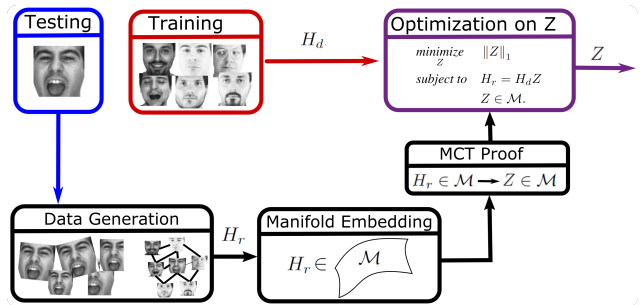 Testing
Training
H_d
Optimization on Z
minimize ‖Z‖₁
Z
subject to H_r = H_d Z
Z ∈ ℳ.
Z
MCT Proof
H_r ∈ ℳ → Z ∈ ℳ
Data Generation
H_r
Manifold Embedding
H_r ∈ ℳ